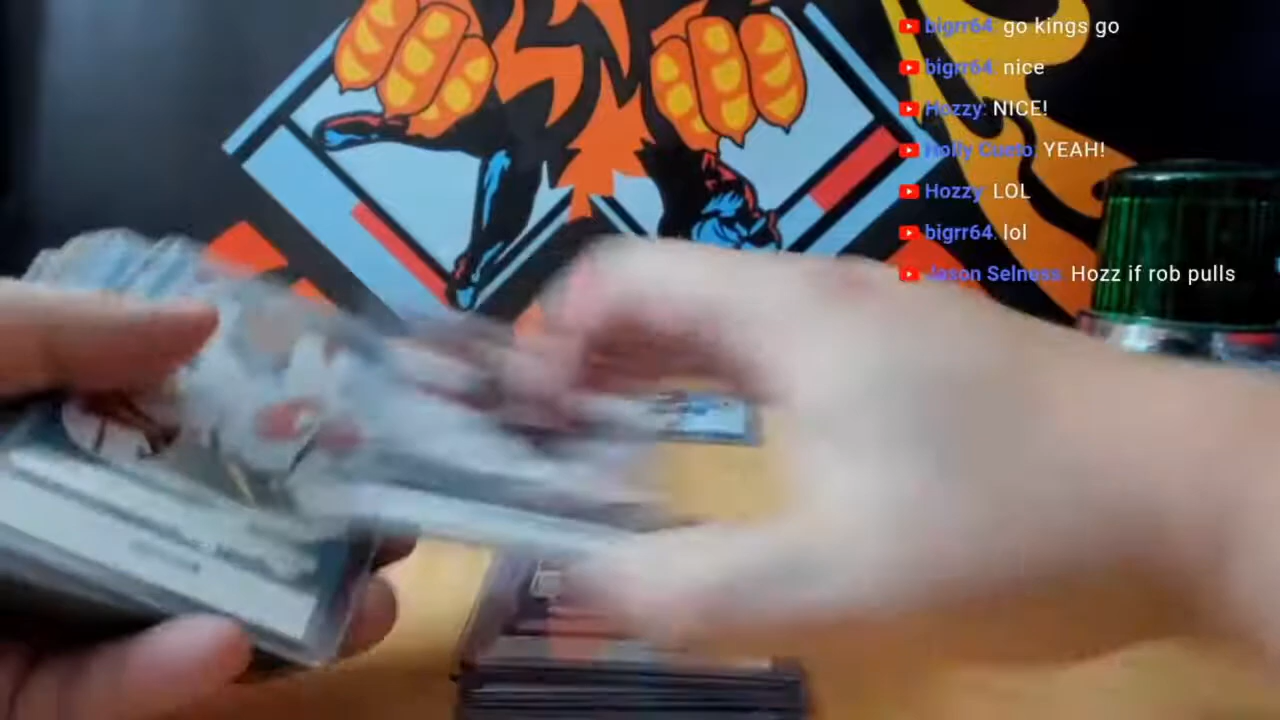 bigrr64: go kings go
bigrr64: nice
Hozzy: NICE!
Holly Cueto: YEAH!
Hozzy: LOL
bigrr64: lol
Jason Selness: Hozz if rob pulls